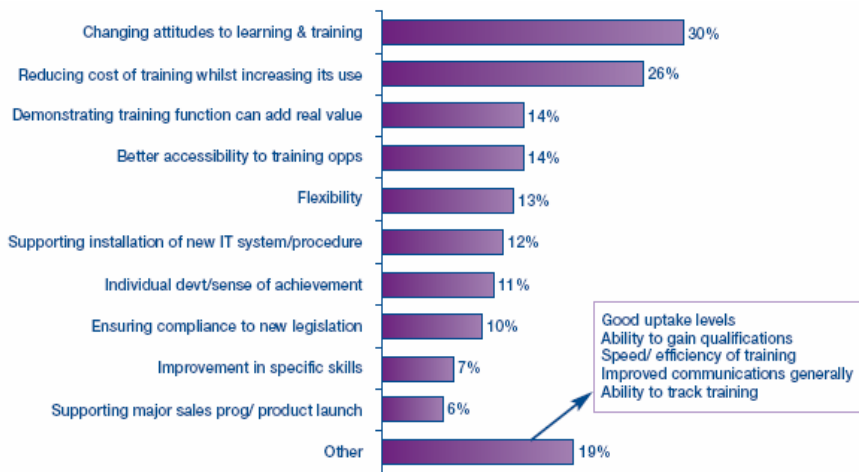 Changing attitudes to learning & training 30%
Reducing cost of training whilst increasing its use 26%
Demonstrating training function can add real value 14%
Better accessibility to training opps 14%
Flexibility 13%
Supporting installation of new IT system/procedure 12%
Individual devt/sense of achievement 11%
Ensuring compliance to new legislation 10%
Improvement in specific skills 7%
Supporting major sales prog/ product launch 6%
Other 19%
Good uptake levels
Ability to gain qualifications
Speed/ efficiency of training
Improved communications generally
Ability to track training